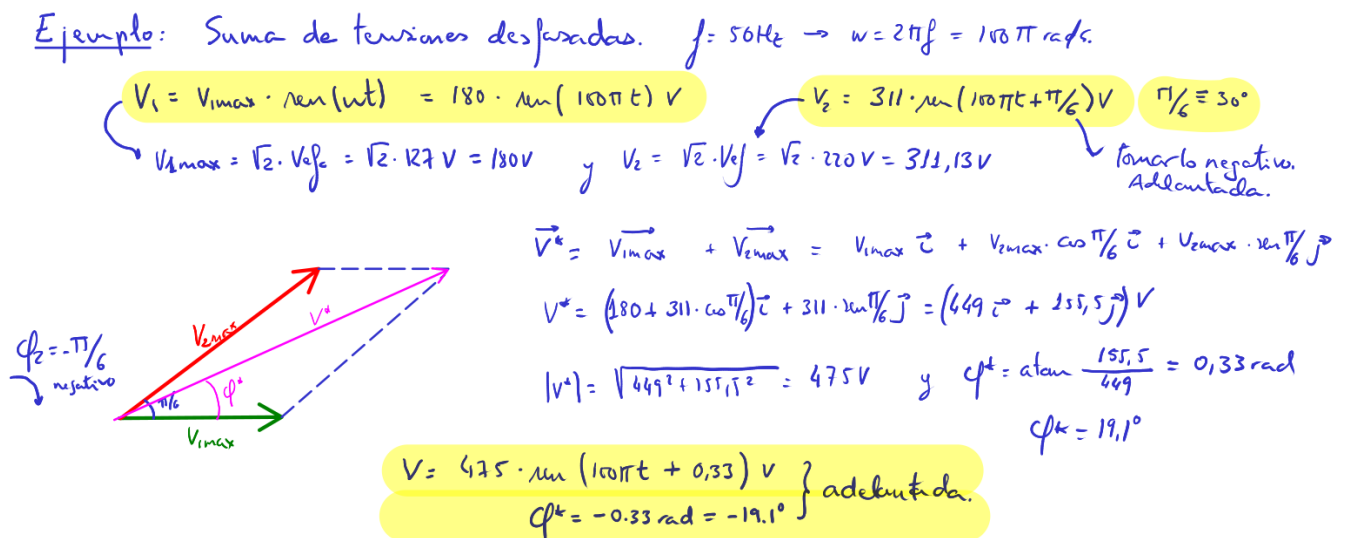 Ejemplo: Suma de tensiones desfasadas. f = 50Hz → w = 2πf = 100π rad/s.
V₁ = V₁max · sen(wt) = 180 · sen(100πt) V
V₂ = 311 · sen(100πt + π/6) V
π/6 ≡ 30°
V₁max = √2 · Vefc = √2 · 127 V = 180V y V₂ = √2 · Vef = √2 · 220 V = 311,13 V
tomarlo negativo.
Adelantada.
V⃗* = V⃗₁max + V⃗₂max = V₁max i⃗ + V₂max · cos π/6 i⃗ + V₂max · sen π/6 j⃗
V* = (180 + 311 · cos π/6) i⃗ + 311 · sen π/6 j⃗ = (449 i⃗ + 155,5 j⃗) V
|V*| = √(449² + 155,5²) = 475V y φ* = atan 155,5/449 = 0,33 rad
φ* = 19,1°
φ₂ = -π/6
negativo
V₂max
V*
π/6
φ*
V₁max
V = 475 · sen (100πt + 0,33) V
φ* = -0.33 rad = -19.1°
} adelantada.